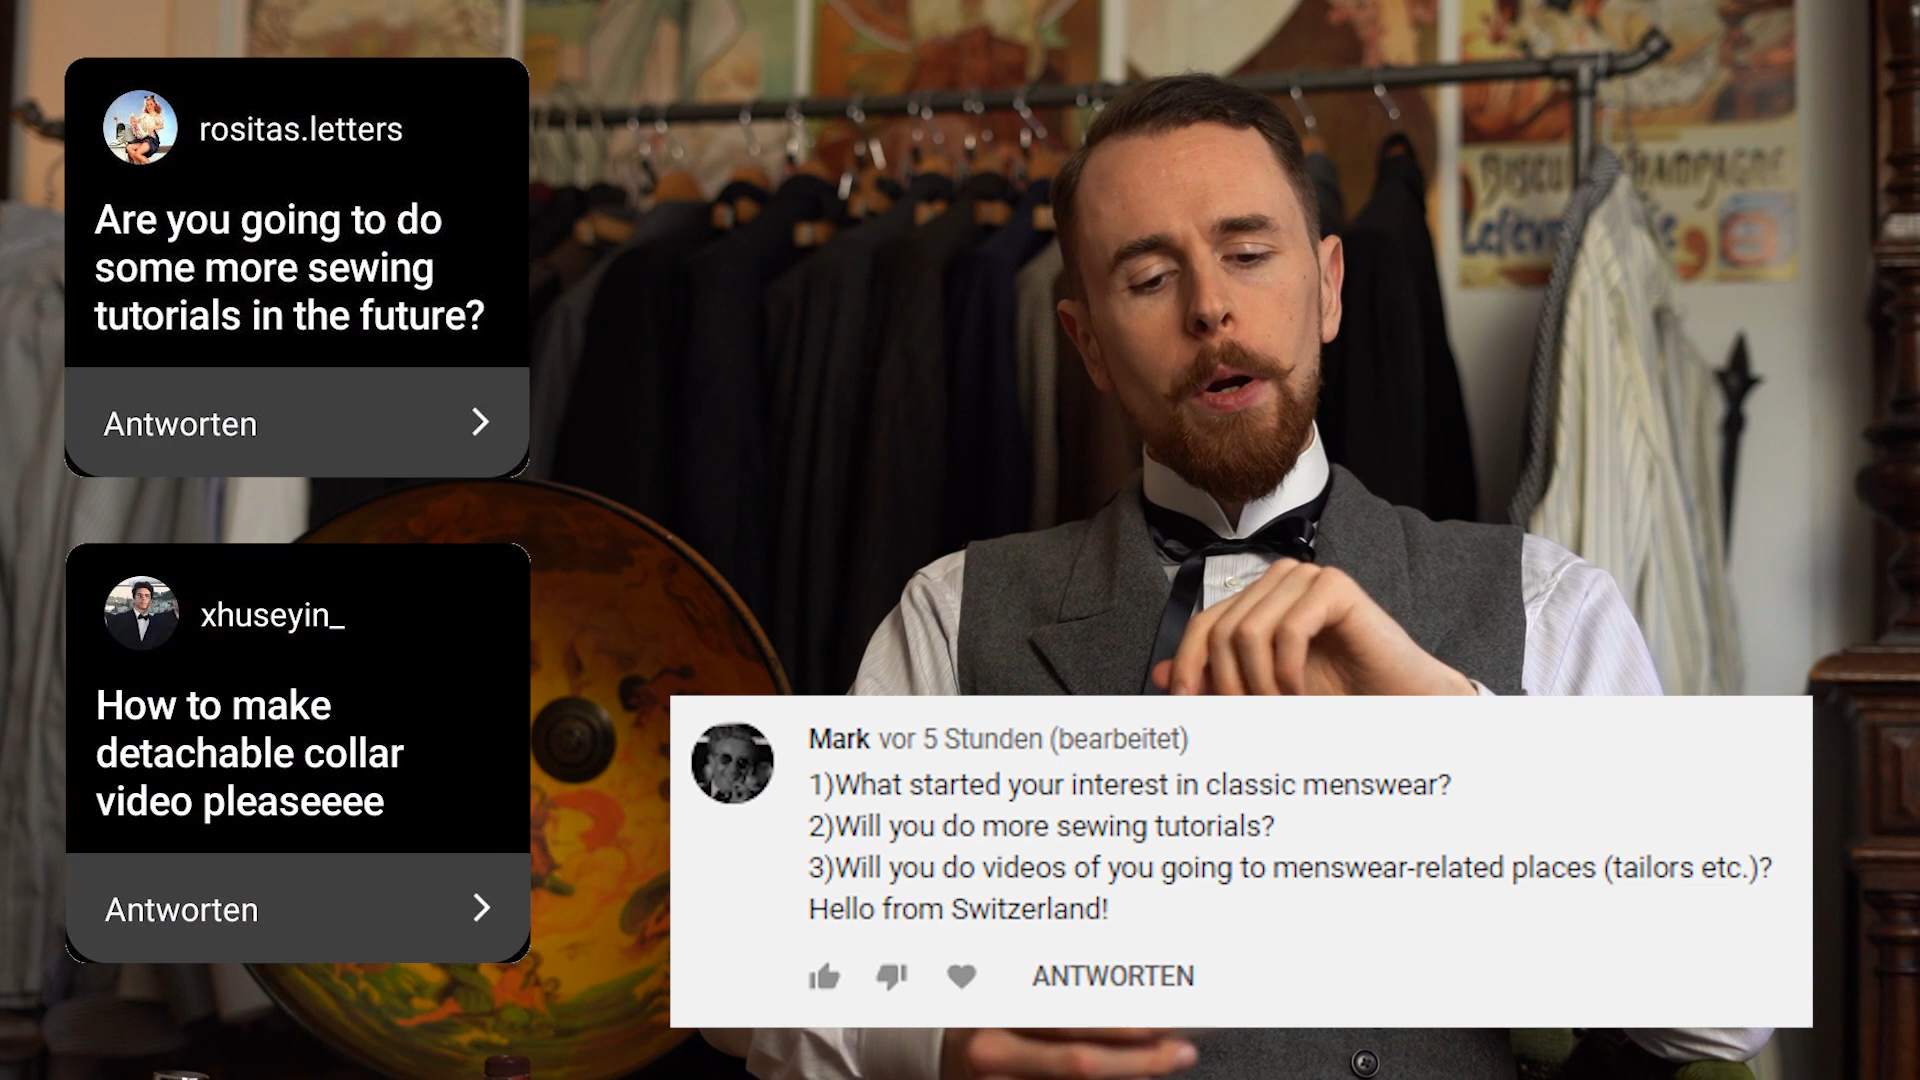 rositas.letters
Are you going to do
some more sewing
tutorials in the future?
Antworten
xhuseyin_
How to make
detachable collar
video pleaseeee
Antworten
BISCUITS CHAMPAGNE
Mark vor 5 Stunden (bearbeitet)
1)What started your interest in classic menswear?
2)Will you do more sewing tutorials?
3)Will you do videos of you going to menswear-related places (tailors etc.)?
Hello from Switzerland!
ANTWORTEN